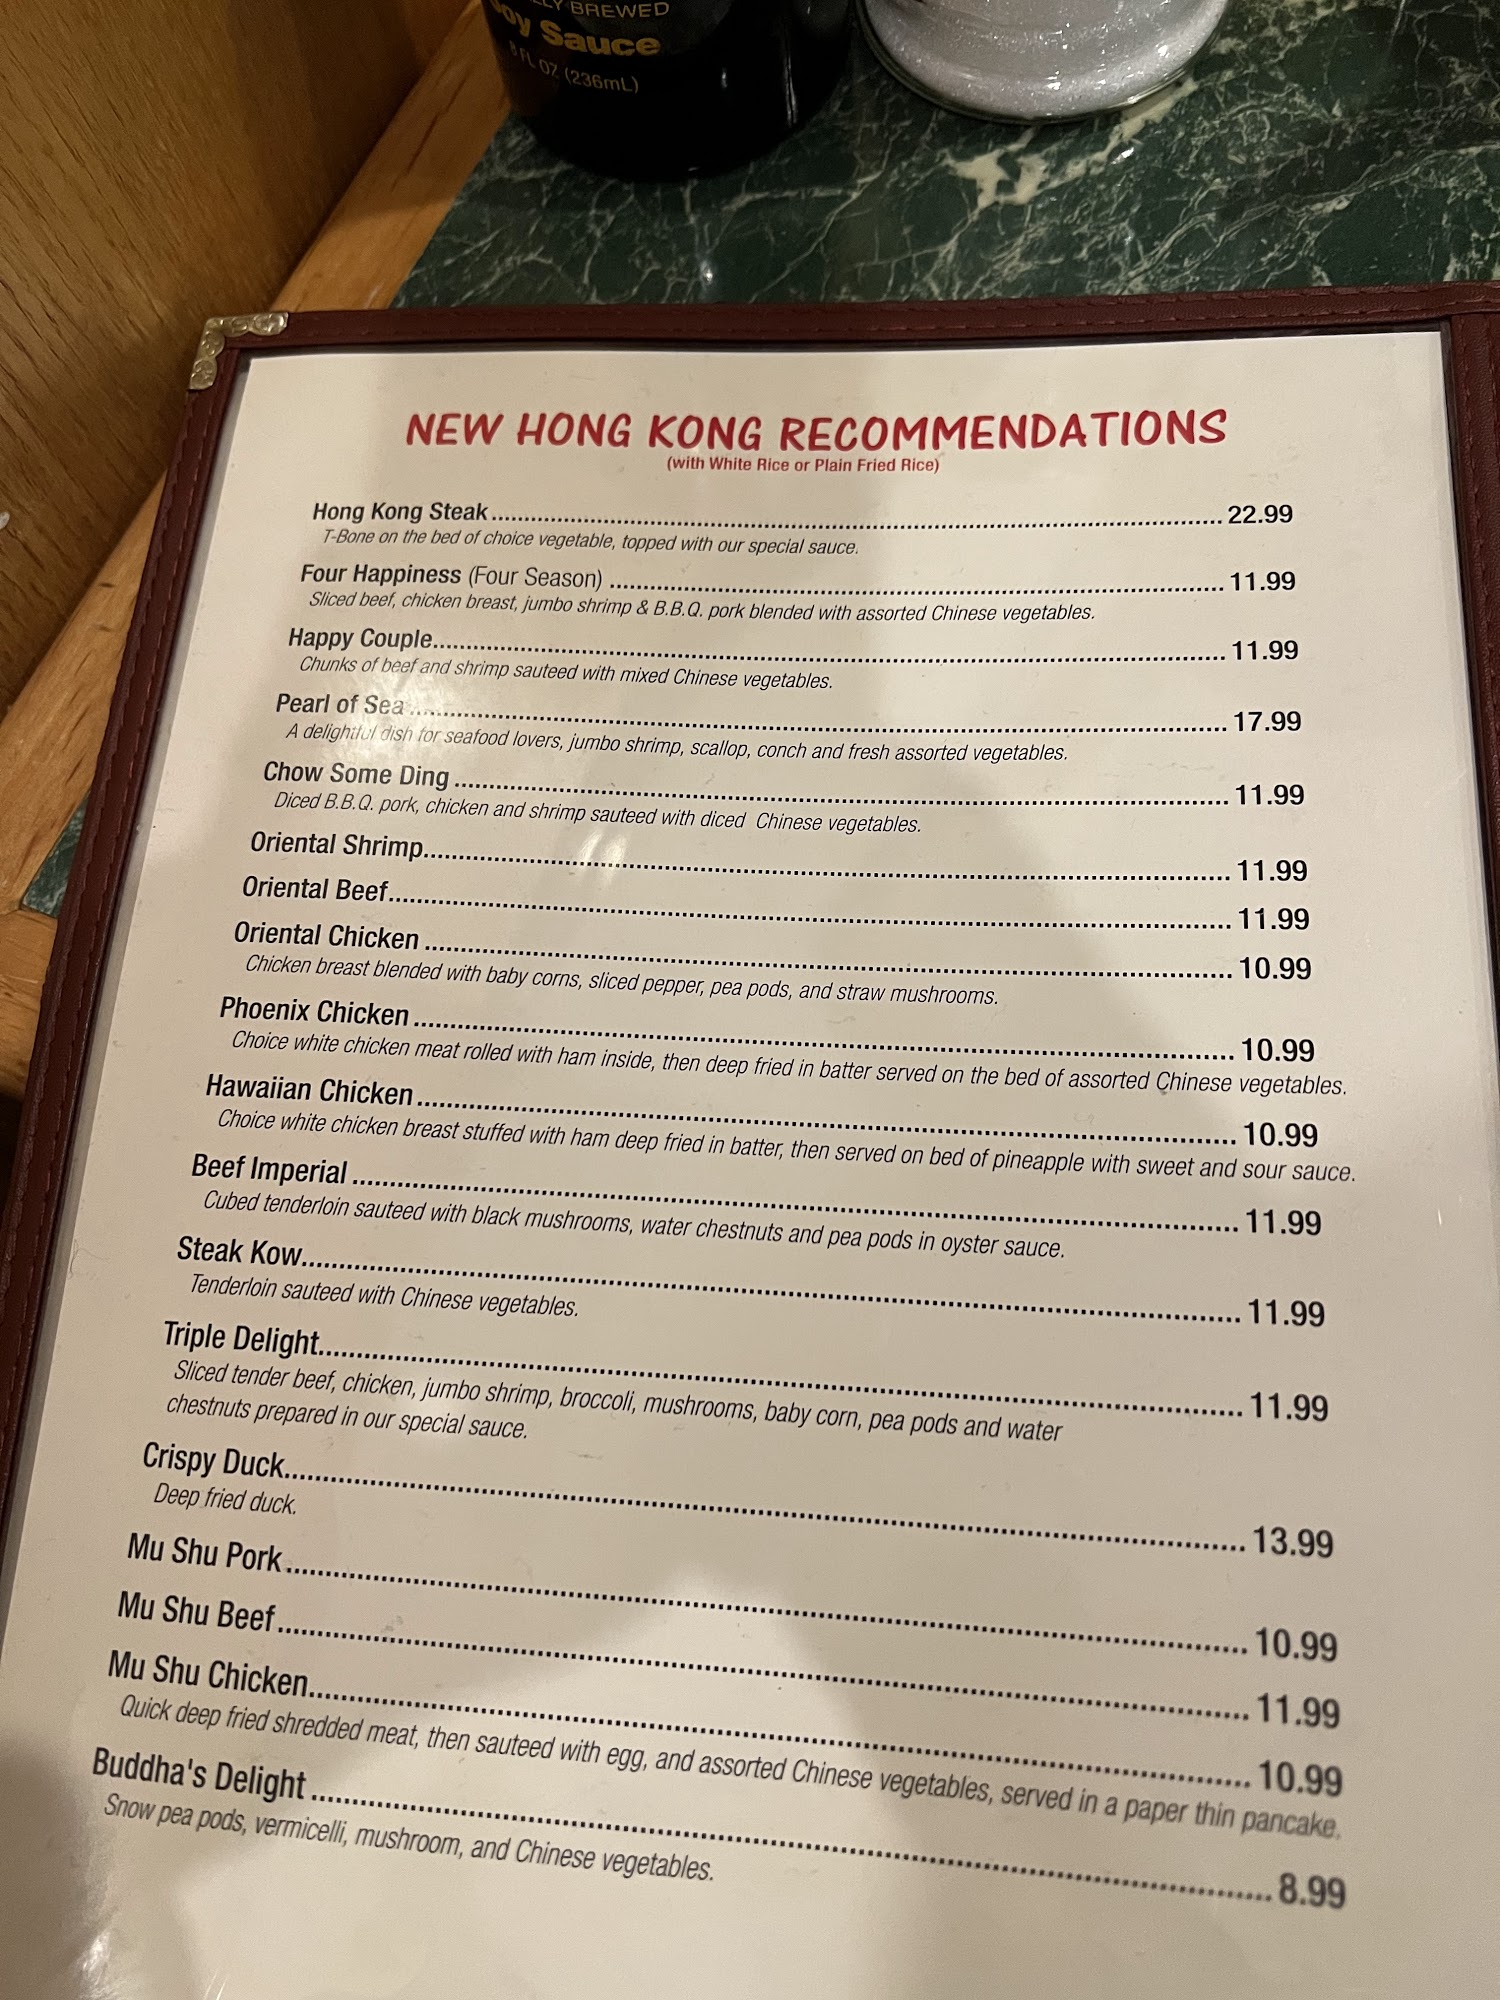 BREWED
Soy Sauce
8 FL OZ (236mL)
NEW HONG KONG RECOMMENDATIONS
(with White Rice or Plain Fried Rice)
Hong Kong Steak 22.99
T-Bone on the bed of choice vegetable, topped with our special sauce.
Four Happiness (Four Season) 11.99
Sliced beef, chicken breast, jumbo shrimp & B.B.Q. pork blended with assorted Chinese vegetables.
Happy Couple 11.99
Chunks of beef and shrimp sauteed with mixed Chinese vegetables.
Pearl of Sea 17.99
A delightful dish for seafood lovers, jumbo shrimp, scallop, conch and fresh assorted vegetables.
Chow Some Ding 11.99
Diced B.B.Q. pork, chicken and shrimp sauteed with diced Chinese vegetables.
Oriental Shrimp 11.99
Oriental Beef 11.99
Oriental Chicken 10.99
Chicken breast blended with baby corns, sliced pepper, pea pods, and straw mushrooms.
Phoenix Chicken 10.99
Choice white chicken meat rolled with ham inside, then deep fried in batter served on the bed of assorted Chinese vegetables.
Hawaiian Chicken 10.99
Choice white chicken breast stuffed with ham deep fried in batter, then served on bed of pineapple with sweet and sour sauce.
Beef Imperial 11.99
Cubed tenderloin sauteed with black mushrooms, water chestnuts and pea pods in oyster sauce.
Steak Kow 11.99
Tenderloin sauteed with Chinese vegetables.
Triple Delight 11.99
Sliced tender beef, chicken, jumbo shrimp, broccoli, mushrooms, baby corn, pea pods and water
chestnuts prepared in our special sauce.
Crispy Duck 13.99
Deep fried duck.
Mu Shu Pork 10.99
Mu Shu Beef 11.99
Mu Shu Chicken 10.99
Quick deep fried shredded meat, then sauteed with egg, and assorted Chinese vegetables, served in a paper thin pancake.
Buddha's Delight 8.99
Snow pea pods, vermicelli, mushroom, and Chinese vegetables.